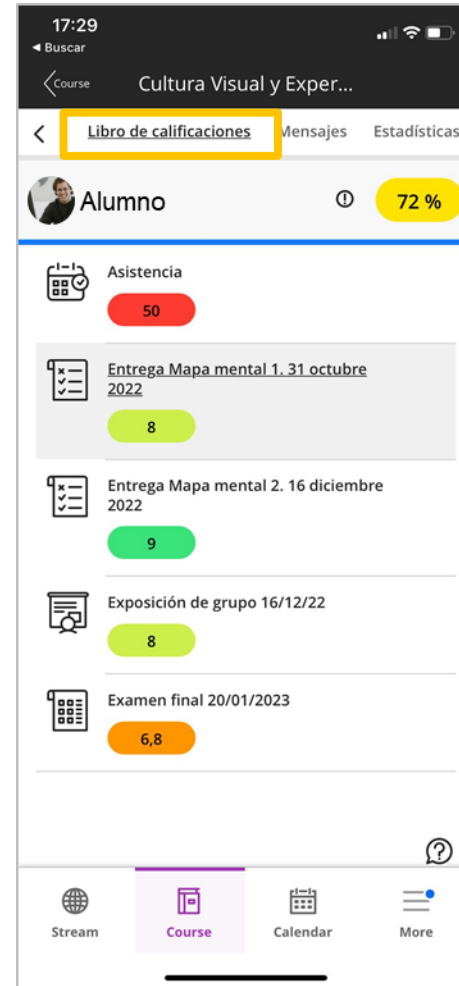 17:29
Buscar
Course
Cultura Visual y Exper...
Libro de calificaciones
Mensajes
Estadísticas
Alumno
72 %
Asistencia
50
Entrega Mapa mental 1. 31 octubre
2022
8
Entrega Mapa mental 2. 16 diciembre
2022
9
Exposición de grupo 16/12/22
8
Examen final 20/01/2023
6,8
Stream
Course
Calendar
More